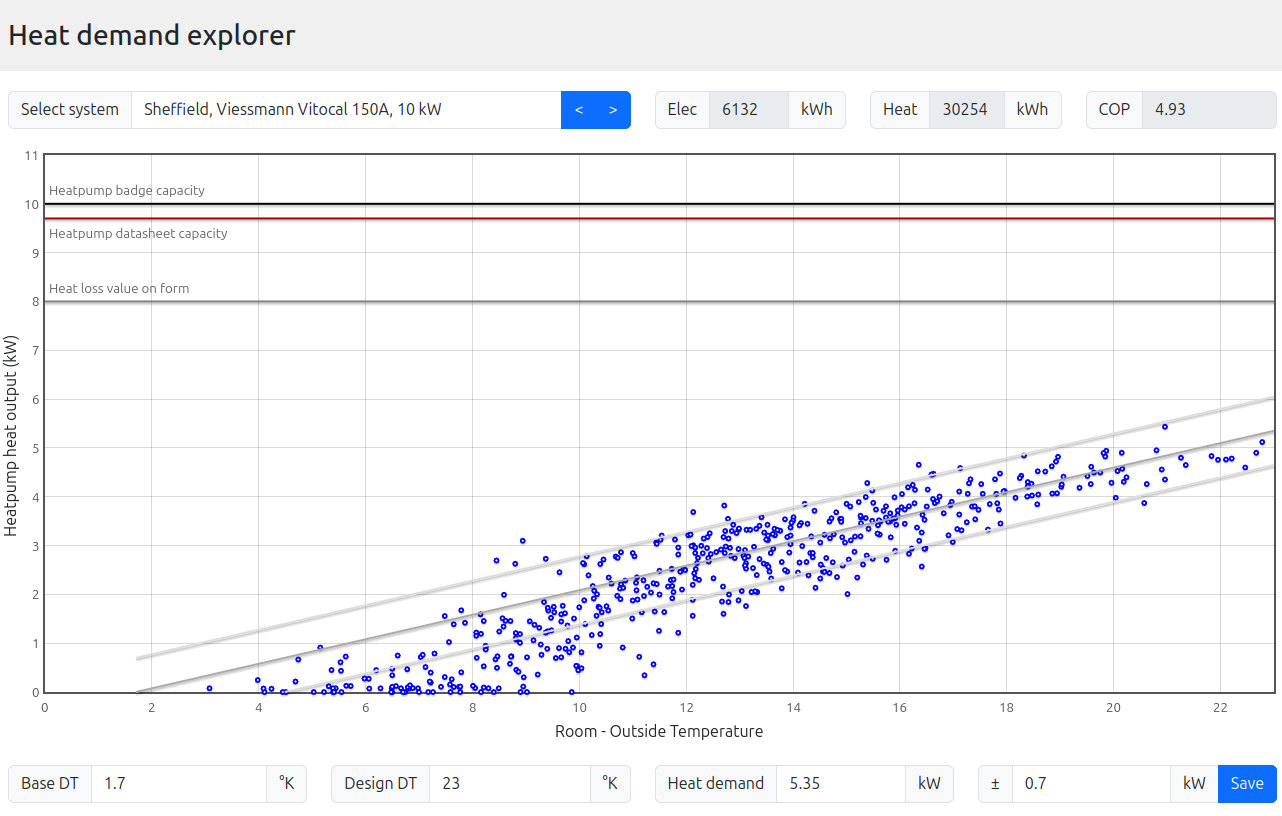 Heat demand explorer
Select system Sheffield, Viessmann Vitocal 150A, 10 kW < > Elec 6132 kWh Heat 30254 kWh COP 4.93
11
Heatpump badge capacity
10
Heatpump datasheet capacity
9
Heat loss value on form
8
7
6
5
4
3
2
1
0
Heatpump heat output (kW)
0 2 4 6 8 10 12 14 16 18 20 22
Room - Outside Temperature
Base DT 1.7 °K Design DT 23 °K Heat demand 5.35 kW ± 0.7 kW Save